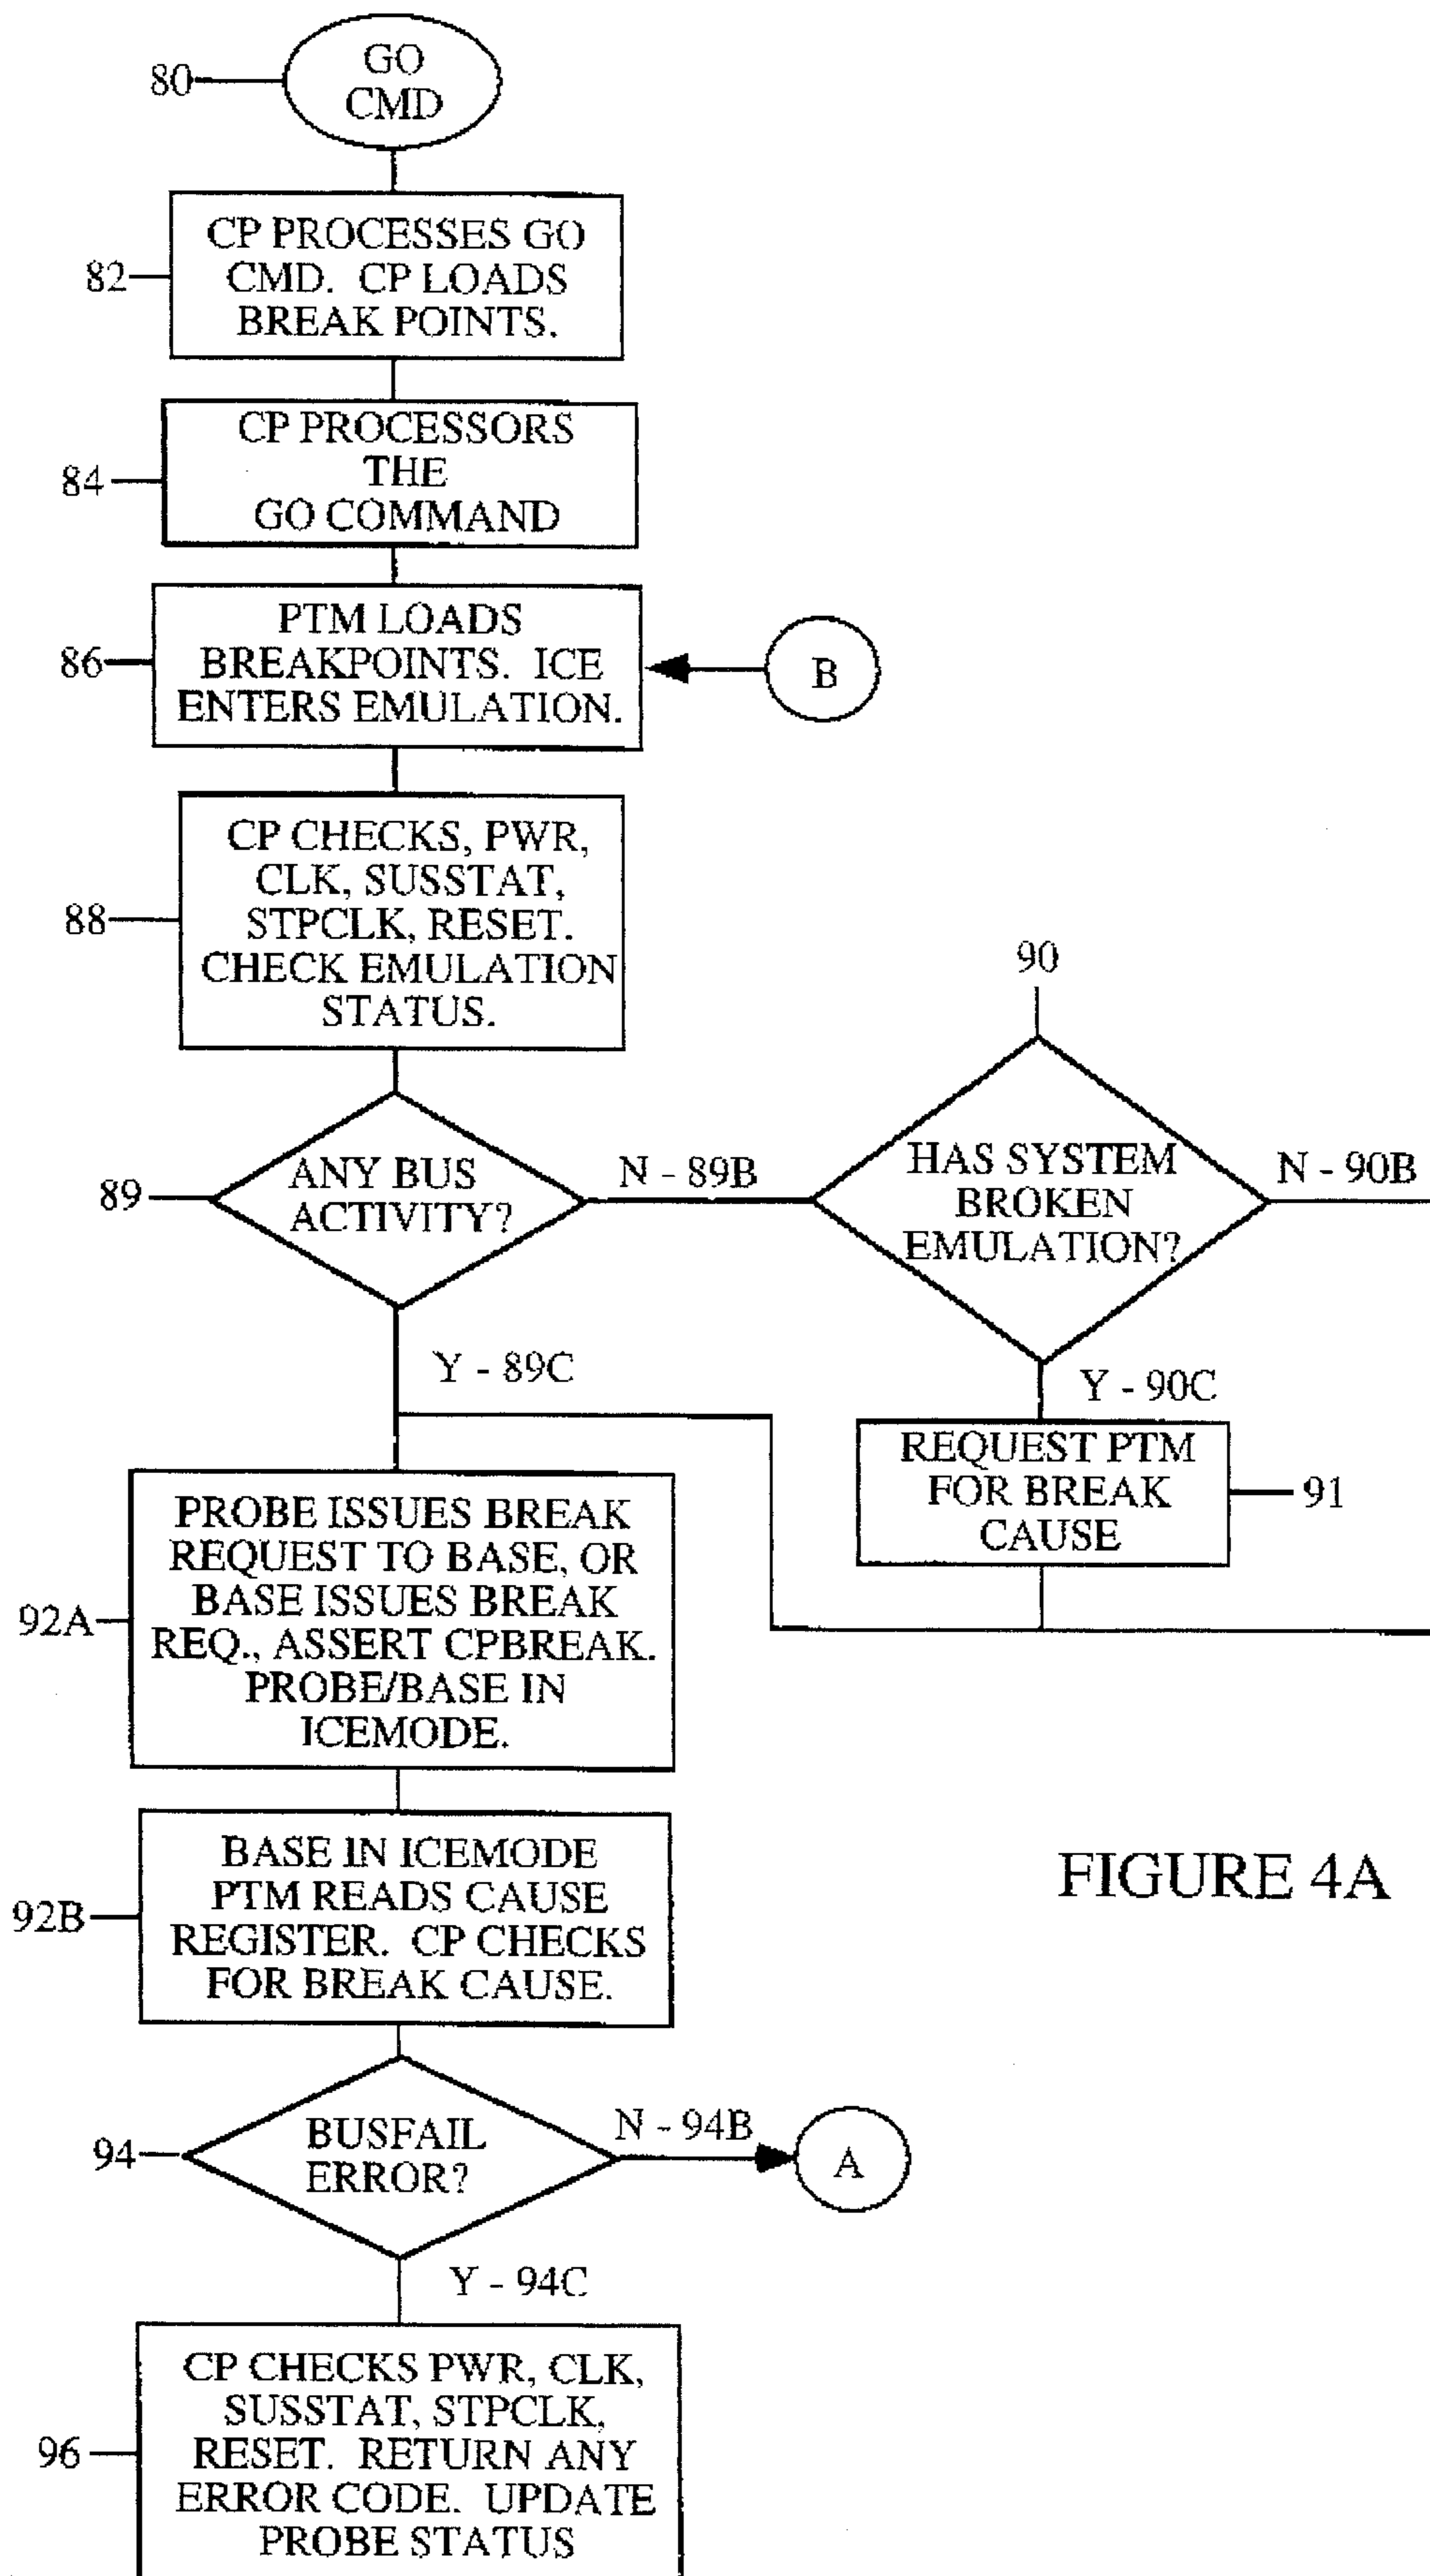 80
GO
CMD
82
CP PROCESSES GO
CMD. CP LOADS
BREAK POINTS.
84
CP PROCESSORS
THE
GO COMMAND
86
PTM LOADS
BREAKPOINTS. ICE
ENTERS EMULATION.
B
88
CP CHECKS, PWR,
CLK, SUSSTAT,
STPCLK, RESET.
CHECK EMULATION
STATUS.
89
ANY BUS
ACTIVITY?
N - 89B
90
HAS SYSTEM
BROKEN
EMULATION?
N - 90B
Y - 89C
Y - 90C
REQUEST PTM
FOR BREAK
CAUSE
91
92A
PROBE ISSUES BREAK
REQUEST TO BASE, OR
BASE ISSUES BREAK
REQ., ASSERT CPBREAK.
PROBE/BASE IN
ICEMODE.
92B
BASE IN ICEMODE
PTM READS CAUSE
REGISTER. CP CHECKS
FOR BREAK CAUSE.
FIGURE 4A
94
BUSFAIL
ERROR?
N - 94B
A
Y - 94C
96
CP CHECKS PWR, CLK,
SUSSTAT, STPCLK,
RESET. RETURN ANY
ERROR CODE. UPDATE
PROBE STATUS